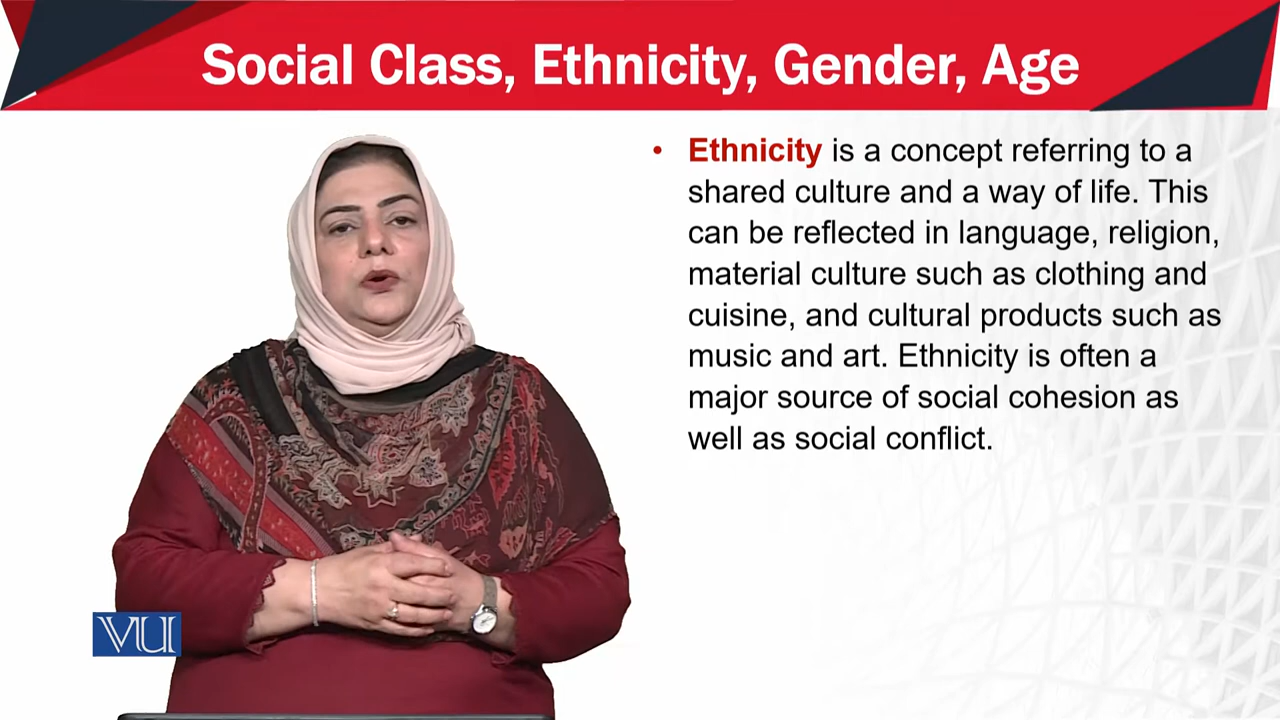 Social Class, Ethnicity, Gender, Age
• Ethnicity is a concept referring to a
shared culture and a way of life. This
can be reflected in language, religion,
material culture such as clothing and
cuisine, and cultural products such as
music and art. Ethnicity is often a
major source of social cohesion as
well as social conflict.
VU